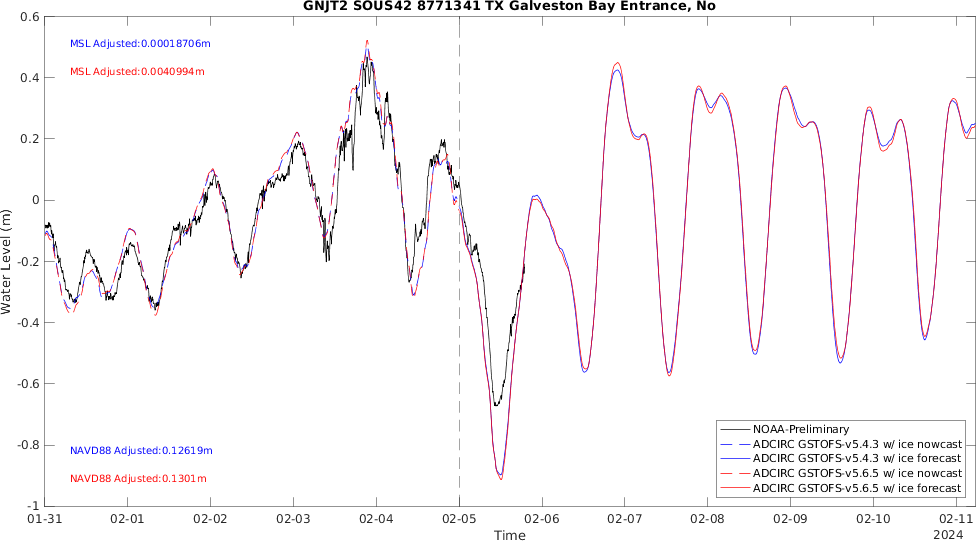 GNJT2 SOUS42 8771341 TX Galveston Bay Entrance, No
MSL Adjusted:0.00018706m
MSL Adjusted:0.0040994m
NAVD88 Adjusted:0.12619m
NAVD88 Adjusted:0.1301m
Water Level (m)
0.6
0.4
0.2
0
-0.2
-0.4
-0.6
-0.8
-1
NOAA-Preliminary
ADCIRC GSTOFS-v5.4.3 w/ ice nowcast
ADCIRC GSTOFS-v5.4.3 w/ ice forecast
ADCIRC GSTOFS-v5.6.5 w/ ice nowcast
ADCIRC GSTOFS-v5.6.5 w/ ice forecast
01-31 02-01 02-02 02-03 02-04 02-05 02-06 02-07 02-08 02-09 02-10 02-11
Time
2024